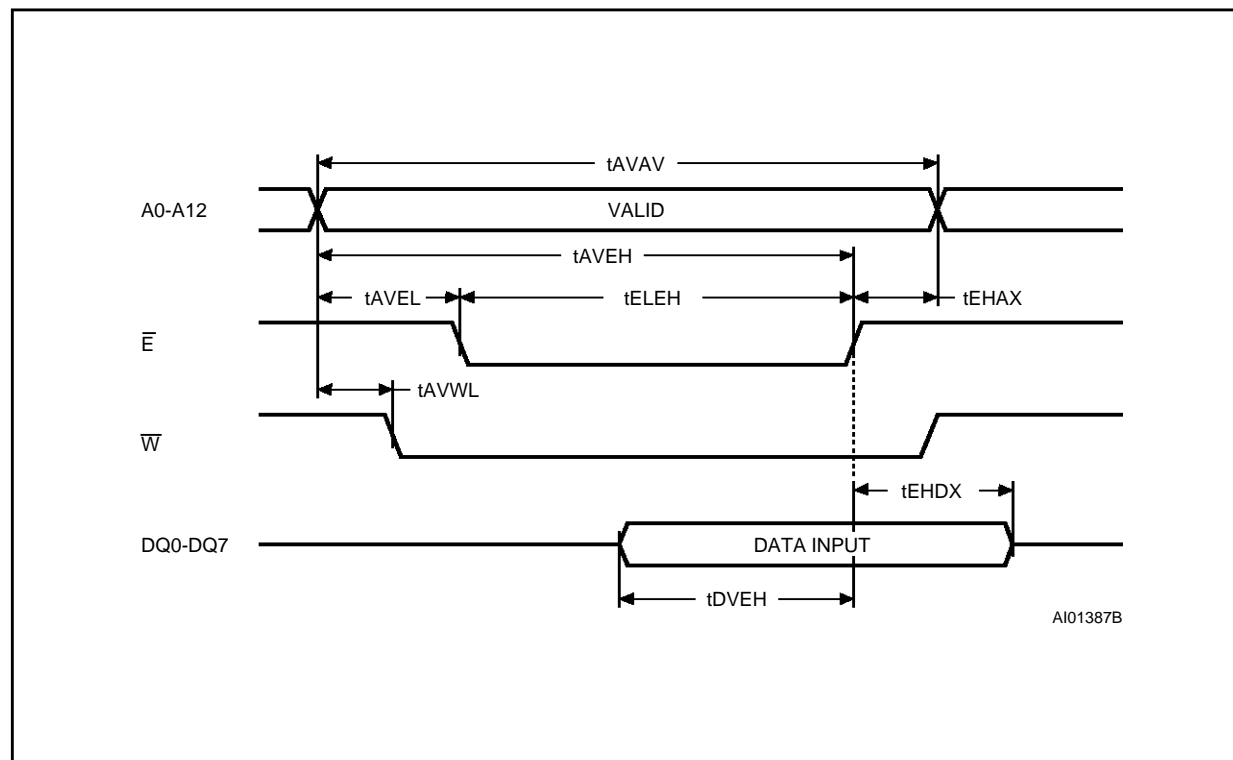 tAVAV
A0-A12
VALID
tAVEH
tAVEL
tELEH
tEHAX
E̅
tAVWL
W̅
tEHDX
DQ0-DQ7
DATA INPUT
tDVEH
AI01387B